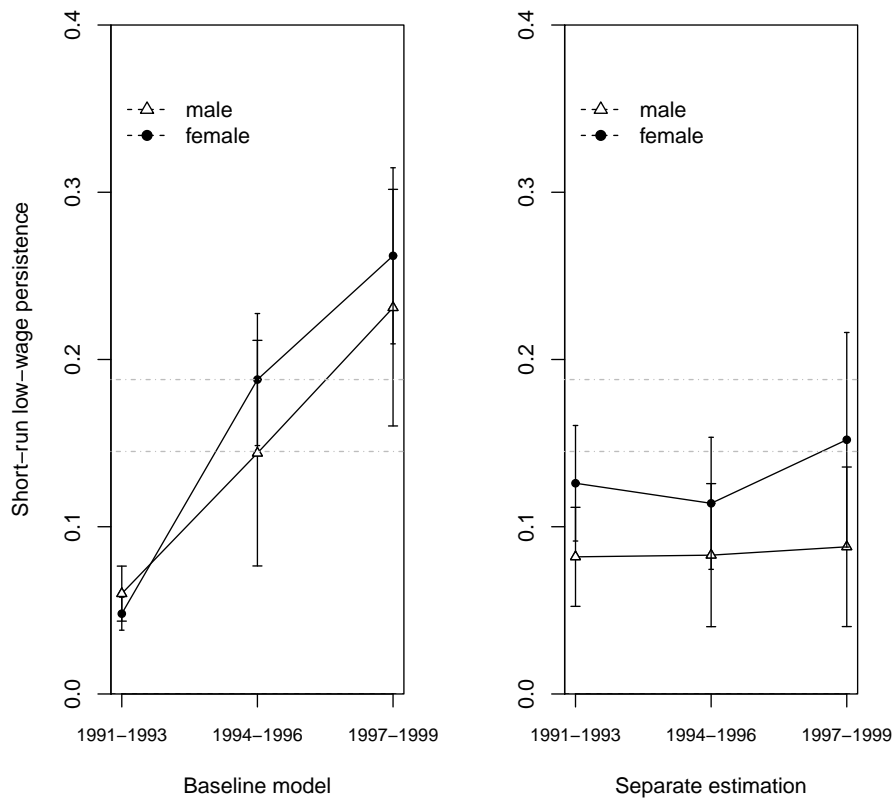 Short−run low−wage persistence
0.4
0.3
0.2
0.1
0.0
male
female
1991−1993 1994−1996 1997−1999
Baseline model
0.4
0.3
0.2
0.1
0.0
male
female
1991−1993 1994−1996 1997−1999
Separate estimation